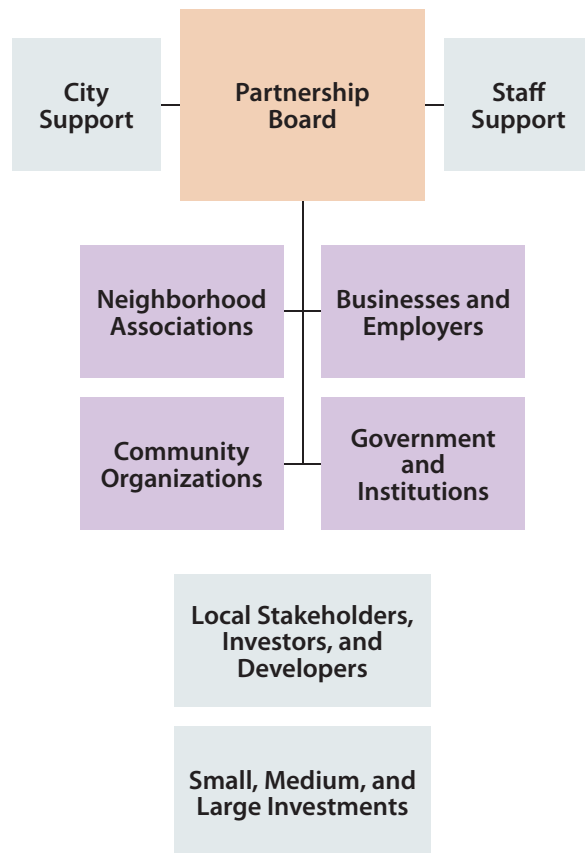 City
Support
Partnership
Board
Staff
Support
Neighborhood
Associations
Businesses and
Employers
Community
Organizations
Government
and
Institutions
Local Stakeholders,
Investors, and
Developers
Small, Medium, and
Large Investments